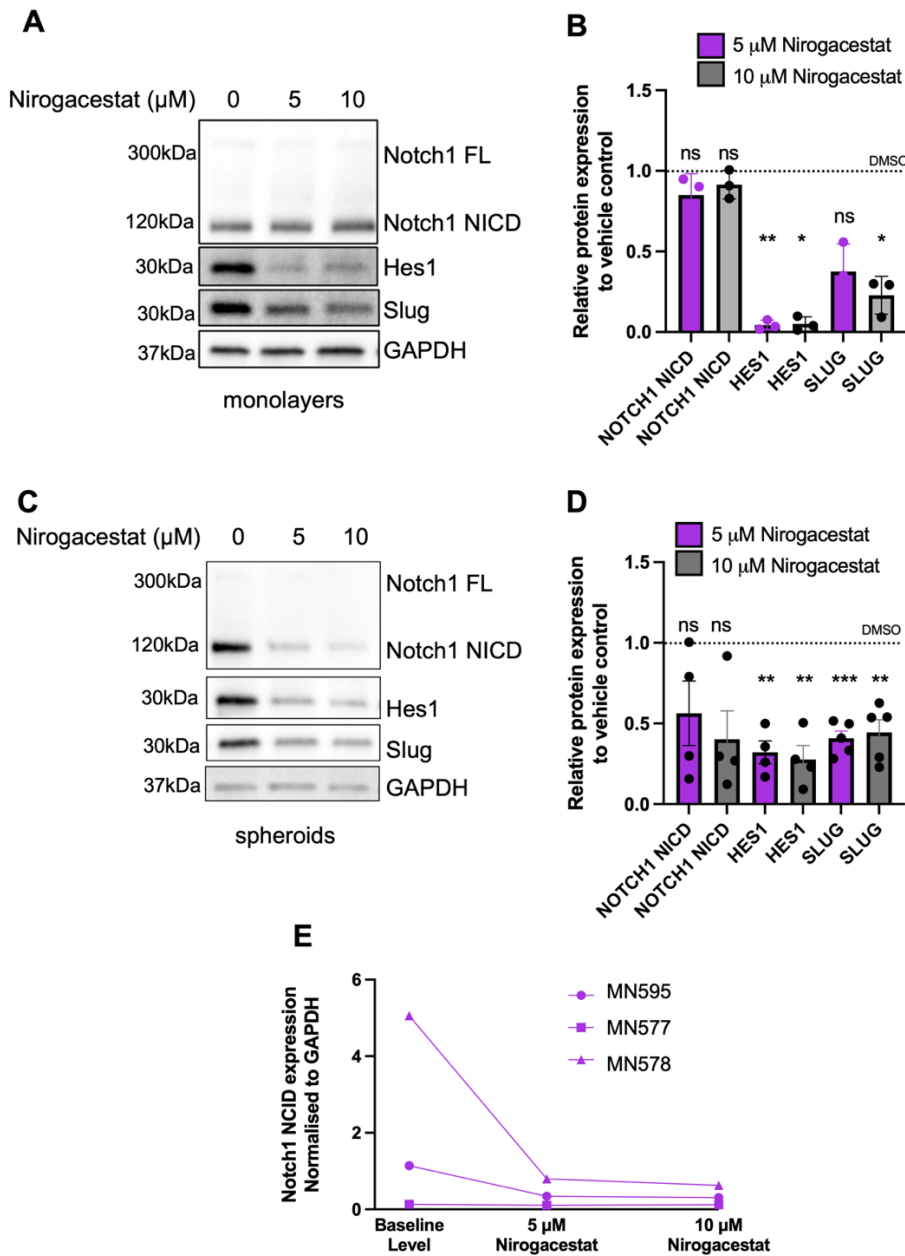 A
Nirogacestat (µM) 0 5 10
300kDa Notch1 FL
120kDa Notch1 NICD
30kDa Hes1
30kDa Slug
37kDa GAPDH
monolayers
B
5 µM Nirogacestat
10 µM Nirogacestat
Relative protein expression
to vehicle control
1.5
1.0
0.5
0.0
DMSO
ns ns ** * ns *
NOTCH1 NICD NOTCH1 NICD HES1 HES1 SLUG SLUG
C
Nirogacestat (µM) 0 5 10
300kDa Notch1 FL
120kDa Notch1 NICD
30kDa Hes1
30kDa Slug
37kDa GAPDH
spheroids
D
5 µM Nirogacestat
10 µM Nirogacestat
Relative protein expression
to vehicle control
1.5
1.0
0.5
0.0
DMSO
ns ns ** ** *** **
NOTCH1 NICD NOTCH1 NICD HES1 HES1 SLUG SLUG
E
Notch1 NCID expression
Normalised to GAPDH
6
4
2
0
MN595
MN577
MN578
Baseline Level
5 µM Nirogacestat
10 µM Nirogacestat